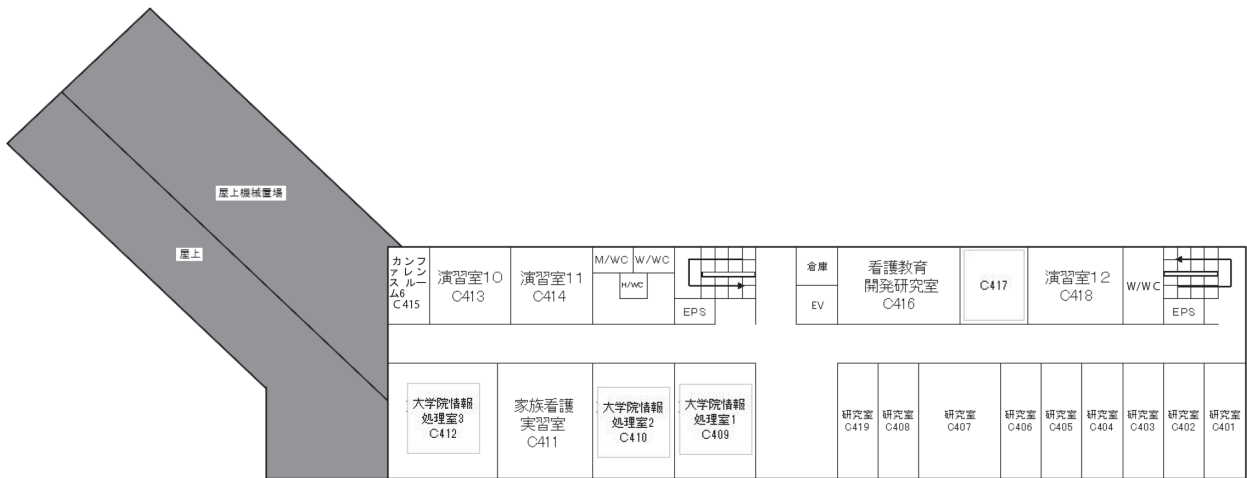 屋上機械置場
屋上
カンファレンスルーム6
C415
演習室10
C413
演習室11
C414
M/WC
W/WC
H/WC
EPS
倉庫
EV
看護教育
開発研究室
C416
C417
演習室12
C418
W/WC
EPS
大学院情報
処理室3
C412
家族看護
実習室
C411
大学院情報
処理室2
C410
大学院情報
処理室1
C409
研究室
C419
研究室
C408
研究室
C407
研究室
C406
研究室
C405
研究室
C404
研究室
C403
研究室
C402
研究室
C401